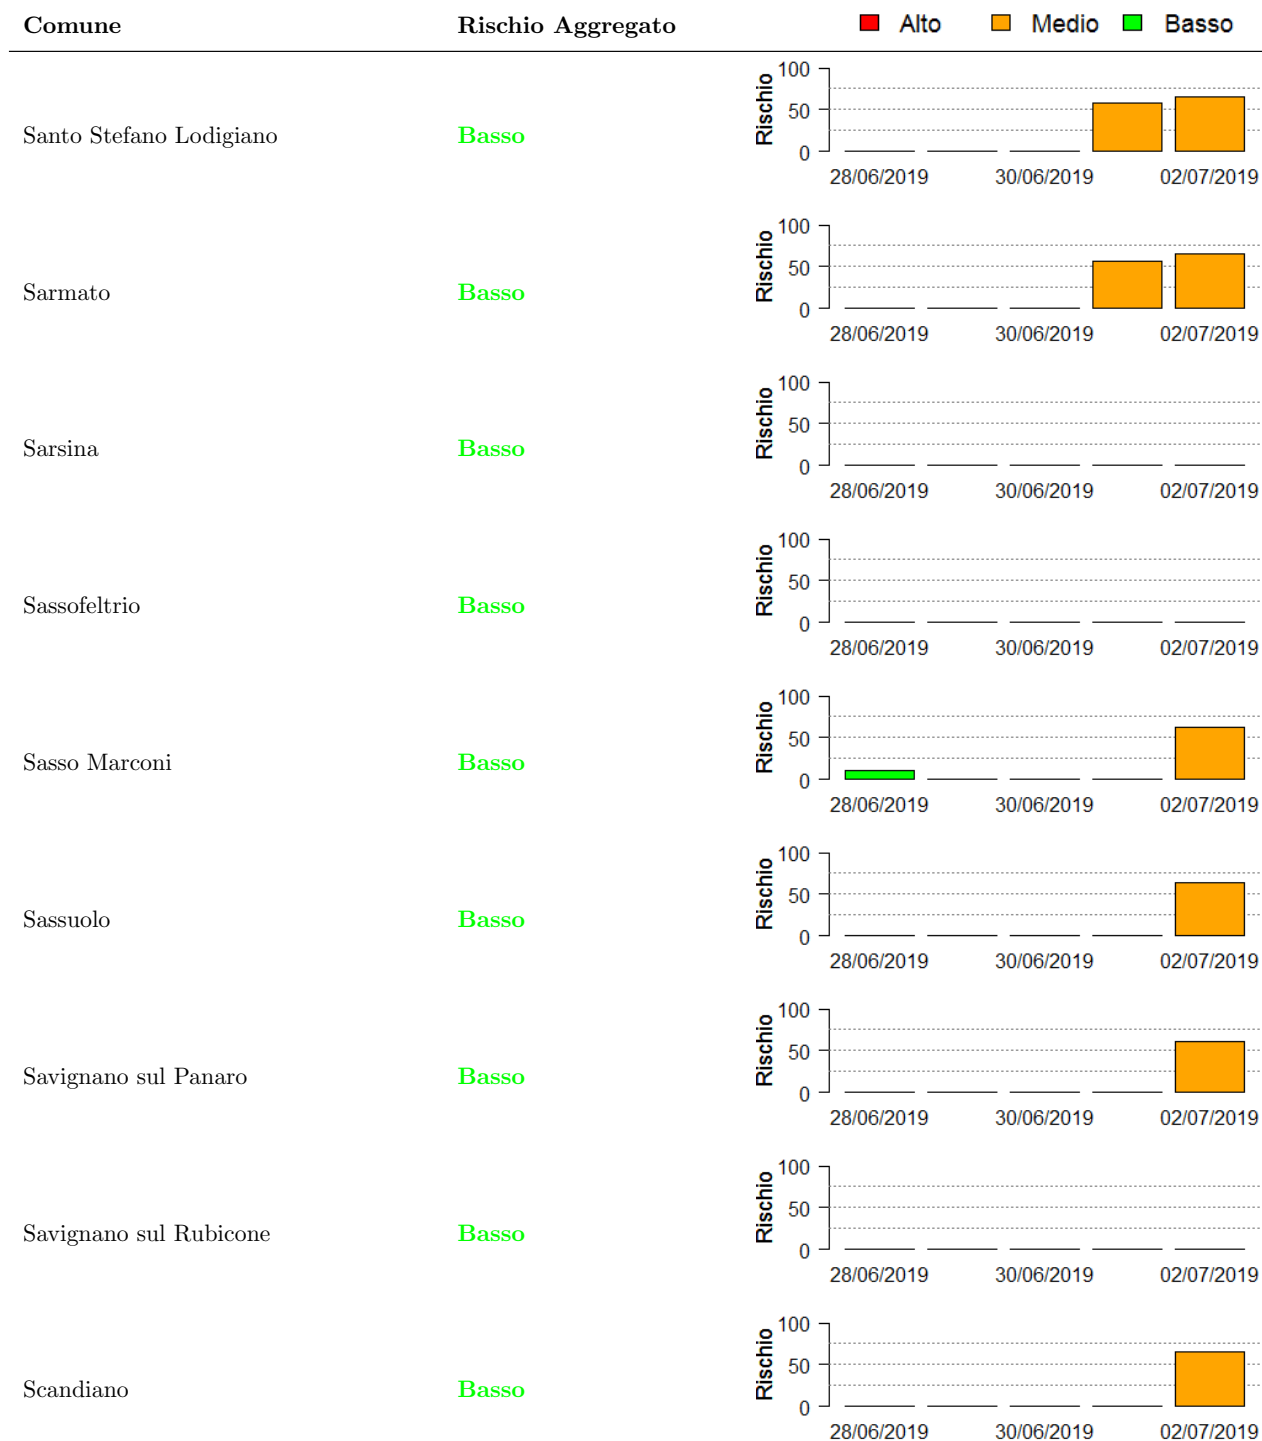 Comune Rischio Aggregato Alto Medio Basso
100
50
0
Rischio
Santo Stefano Lodigiano Basso
28/06/2019 30/06/2019 02/07/2019
100
50
0
Rischio
Sarmato Basso
28/06/2019 30/06/2019 02/07/2019
100
50
0
Rischio
Sarsina Basso
28/06/2019 30/06/2019 02/07/2019
100
50
0
Rischio
Sassofeltrio Basso
28/06/2019 30/06/2019 02/07/2019
100
50
0
Rischio
Sasso Marconi Basso
28/06/2019 30/06/2019 02/07/2019
100
50
0
Rischio
Sassuolo Basso
28/06/2019 30/06/2019 02/07/2019
100
50
0
Rischio
Savignano sul Panaro Basso
28/06/2019 30/06/2019 02/07/2019
100
50
0
Rischio
Savignano sul Rubicone Basso
28/06/2019 30/06/2019 02/07/2019
100
50
0
Rischio
Scandiano Basso
28/06/2019 30/06/2019 02/07/2019